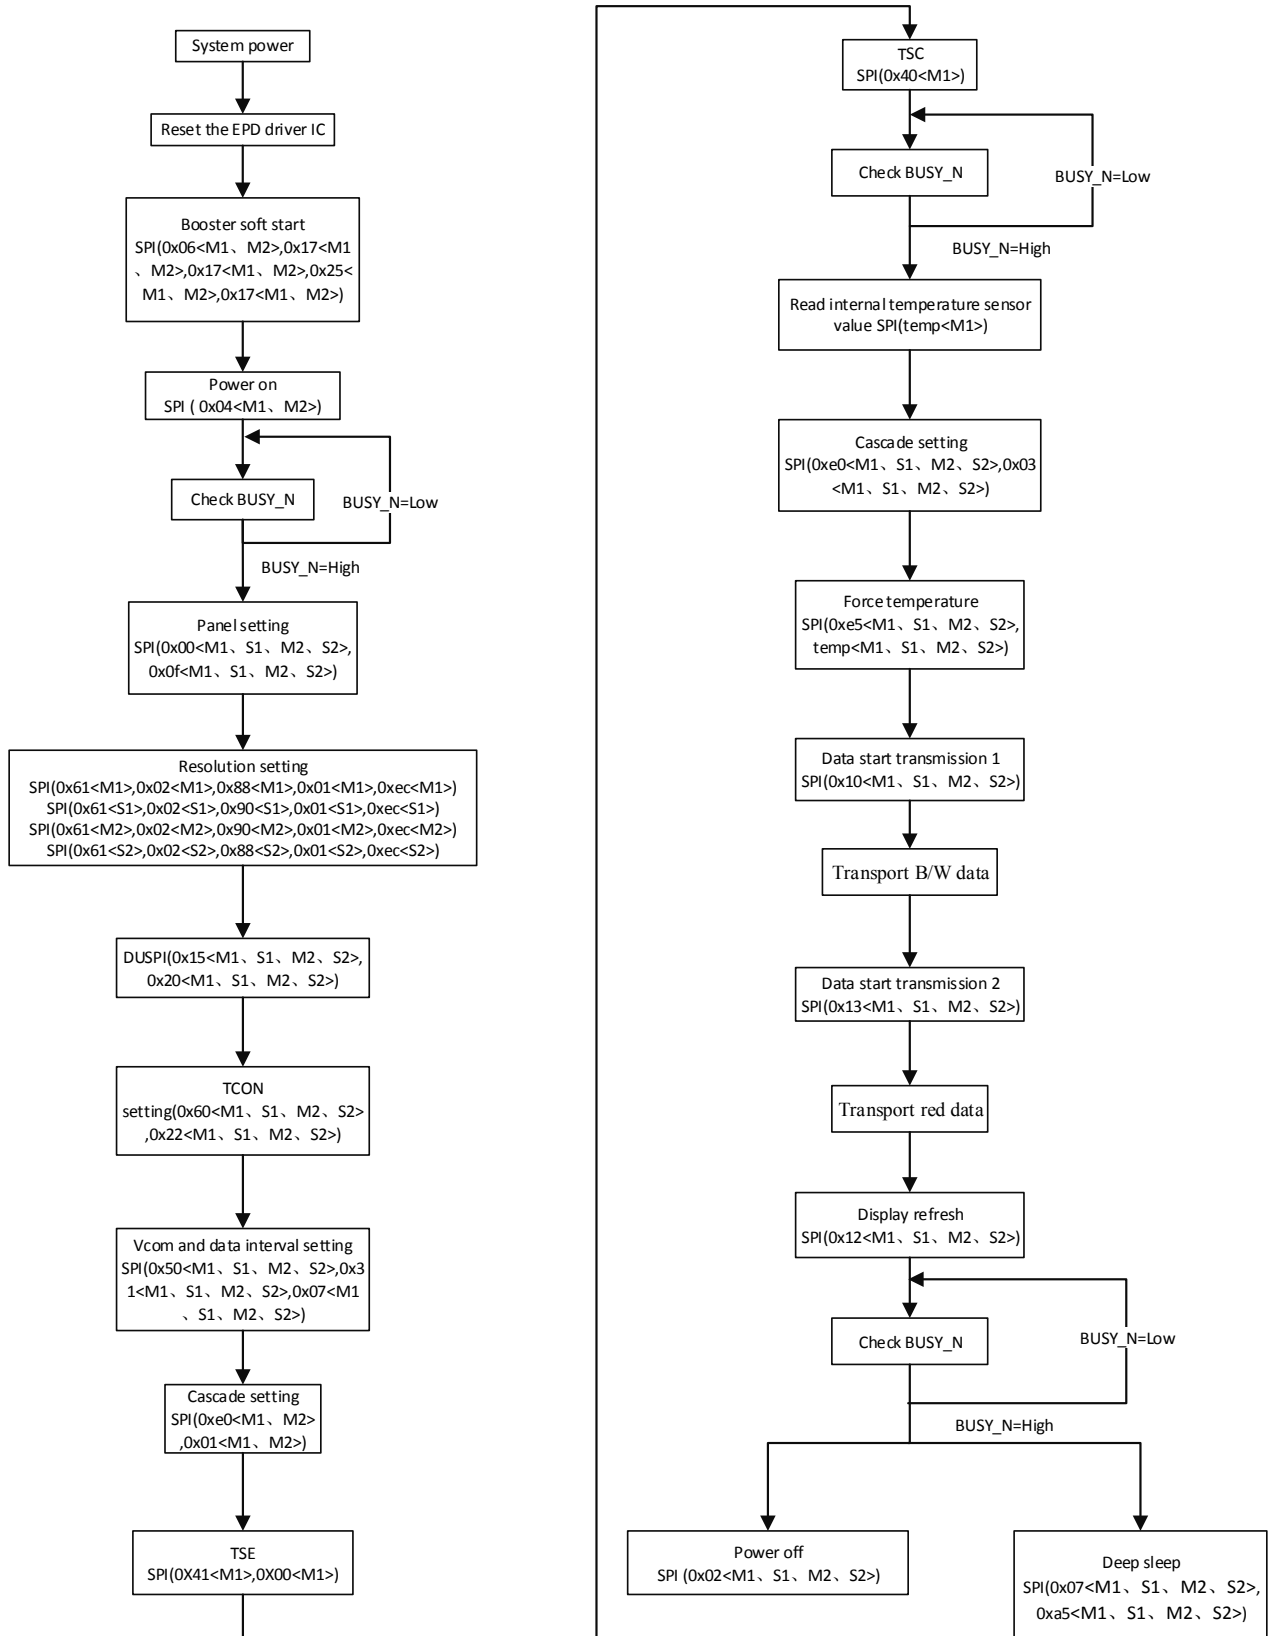 System power
Reset the EPD driver IC
Booster soft start
SPI(0x06<M1、M2>,0x17<M1
、M2>,0x17<M1、M2>,0x25<
M1、M2>,0x17<M1、M2>)
Power on
SPI ( 0x04<M1、M2>)
Check BUSY_N
BUSY_N=Low
BUSY_N=High
Panel setting
SPI(0x00<M1、S1、M2、S2>,
0x0f<M1、S1、M2、S2>)
Resolution setting
SPI(0x61<M1>,0x02<M1>,0x88<M1>,0x01<M1>,0xec<M1>)
SPI(0x61<S1>,0x02<S1>,0x90<S1>,0x01<S1>,0xec<S1>)
SPI(0x61<M2>,0x02<M2>,0x90<M2>,0x01<M2>,0xec<M2>)
SPI(0x61<S2>,0x02<S2>,0x88<S2>,0x01<S2>,0xec<S2>)
DUSPI(0x15<M1、S1、M2、S2>,
0x20<M1、S1、M2、S2>)
TCON
setting(0x60<M1、S1、M2、S2>
,0x22<M1、S1、M2、S2>)
Vcom and data interval setting
SPI(0x50<M1、S1、M2、S2>,0x3
1<M1、S1、M2、S2>,0x07<M1
、S1、M2、S2>)
Cascade setting
SPI(0xe0<M1、M2>
,0x01<M1、M2>)
TSE
SPI(0X41<M1>,0X00<M1>)
TSC
SPI(0x40<M1>)
Check BUSY_N
BUSY_N=Low
BUSY_N=High
Read internal temperature sensor
value SPI(temp<M1>)
Cascade setting
SPI(0xe0<M1、S1、M2、S2>,0x03
<M1、S1、M2、S2>)
Force temperature
SPI(0xe5<M1、S1、M2、S2>,
temp<M1、S1、M2、S2>)
Data start transmission 1
SPI(0x10<M1、S1、M2、S2>)
Transport B/W data
Data start transmission 2
SPI(0x13<M1、S1、M2、S2>)
Transport red data
Display refresh
SPI(0x12<M1、S1、M2、S2>)
Check BUSY_N
BUSY_N=Low
BUSY_N=High
Power off
SPI (0x02<M1、S1、M2、S2>)
Deep sleep
SPI(0x07<M1、S1、M2、S2>,
0xa5<M1、S1、M2、S2>)